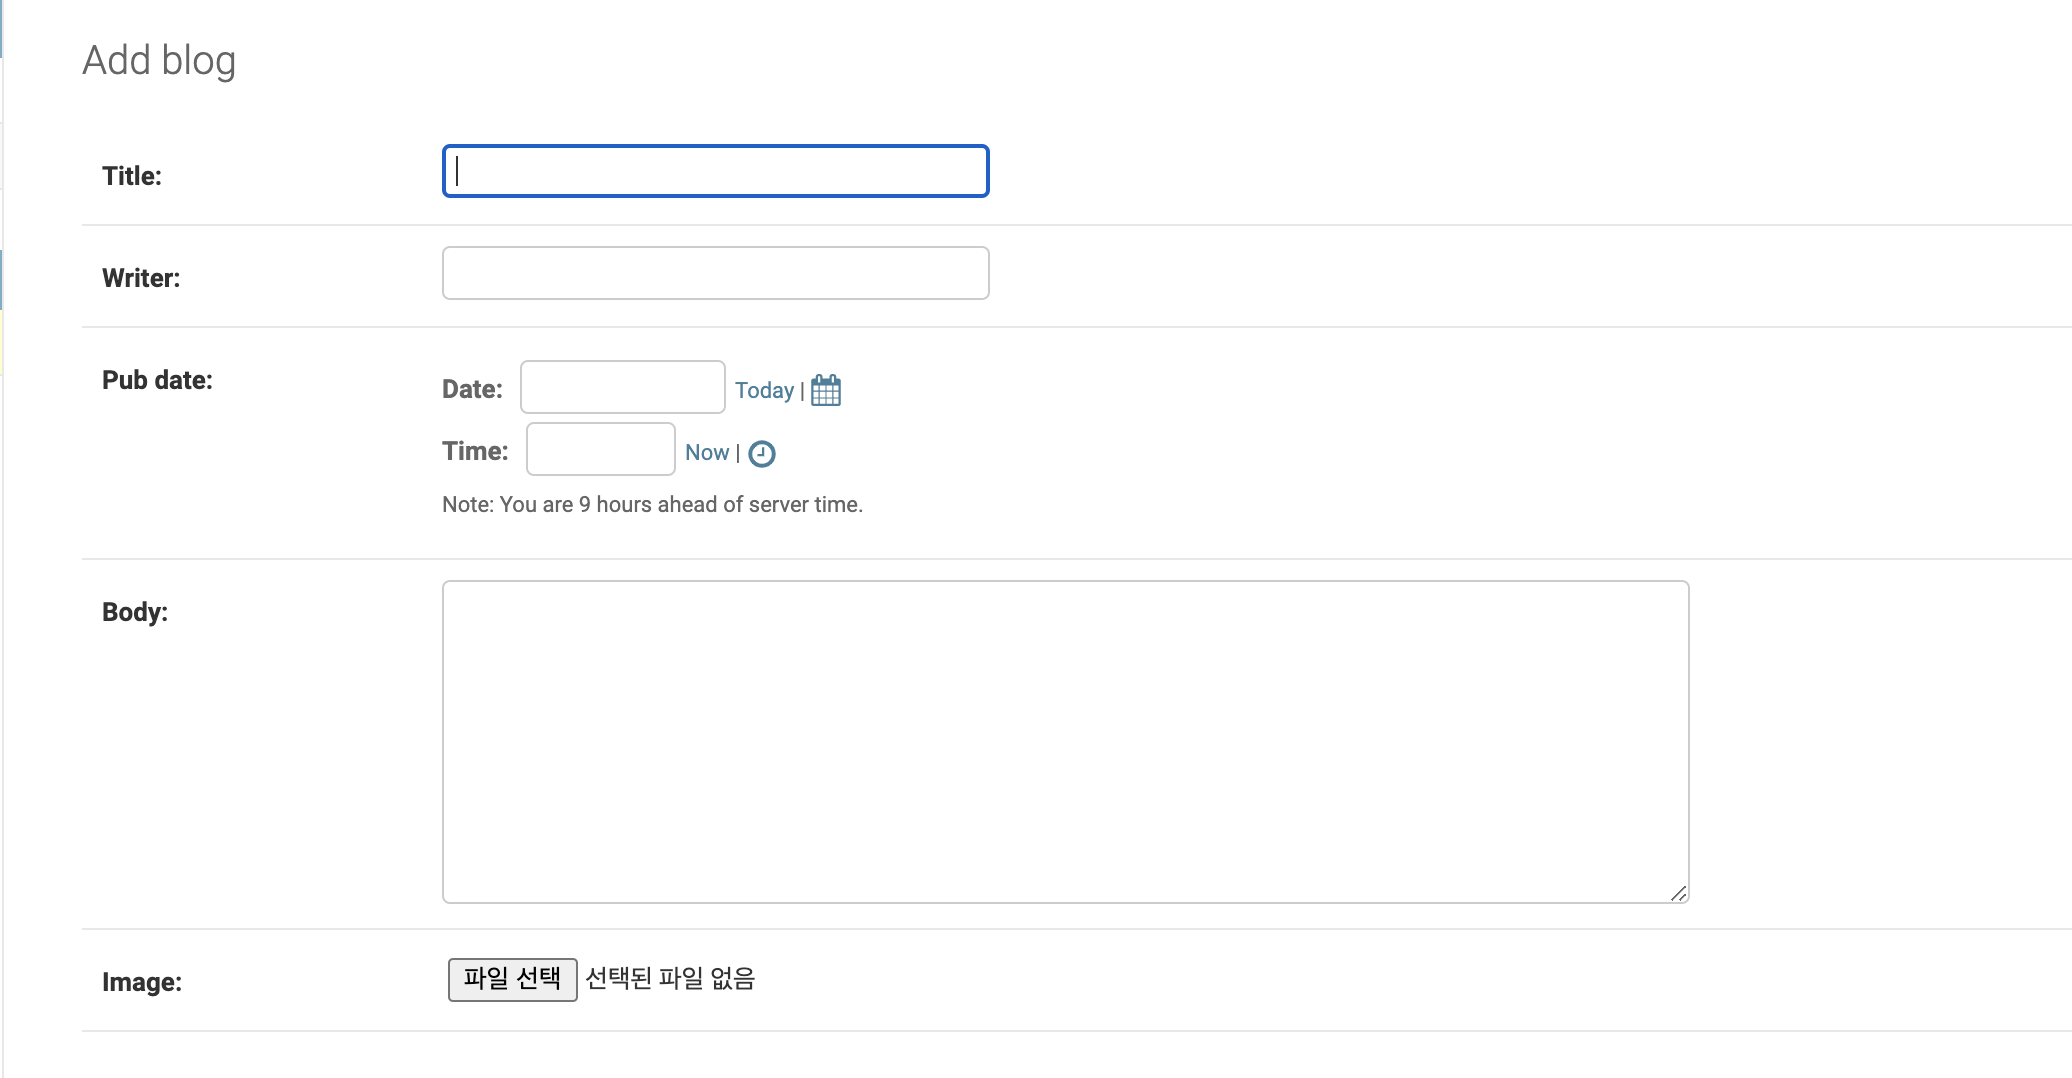 Add blog
Title:
Writer:
Pub date:
Date: Today |
Time: Now |
Note: You are 9 hours ahead of server time.
Body:
Image: 파일 선택 선택된 파일 없음